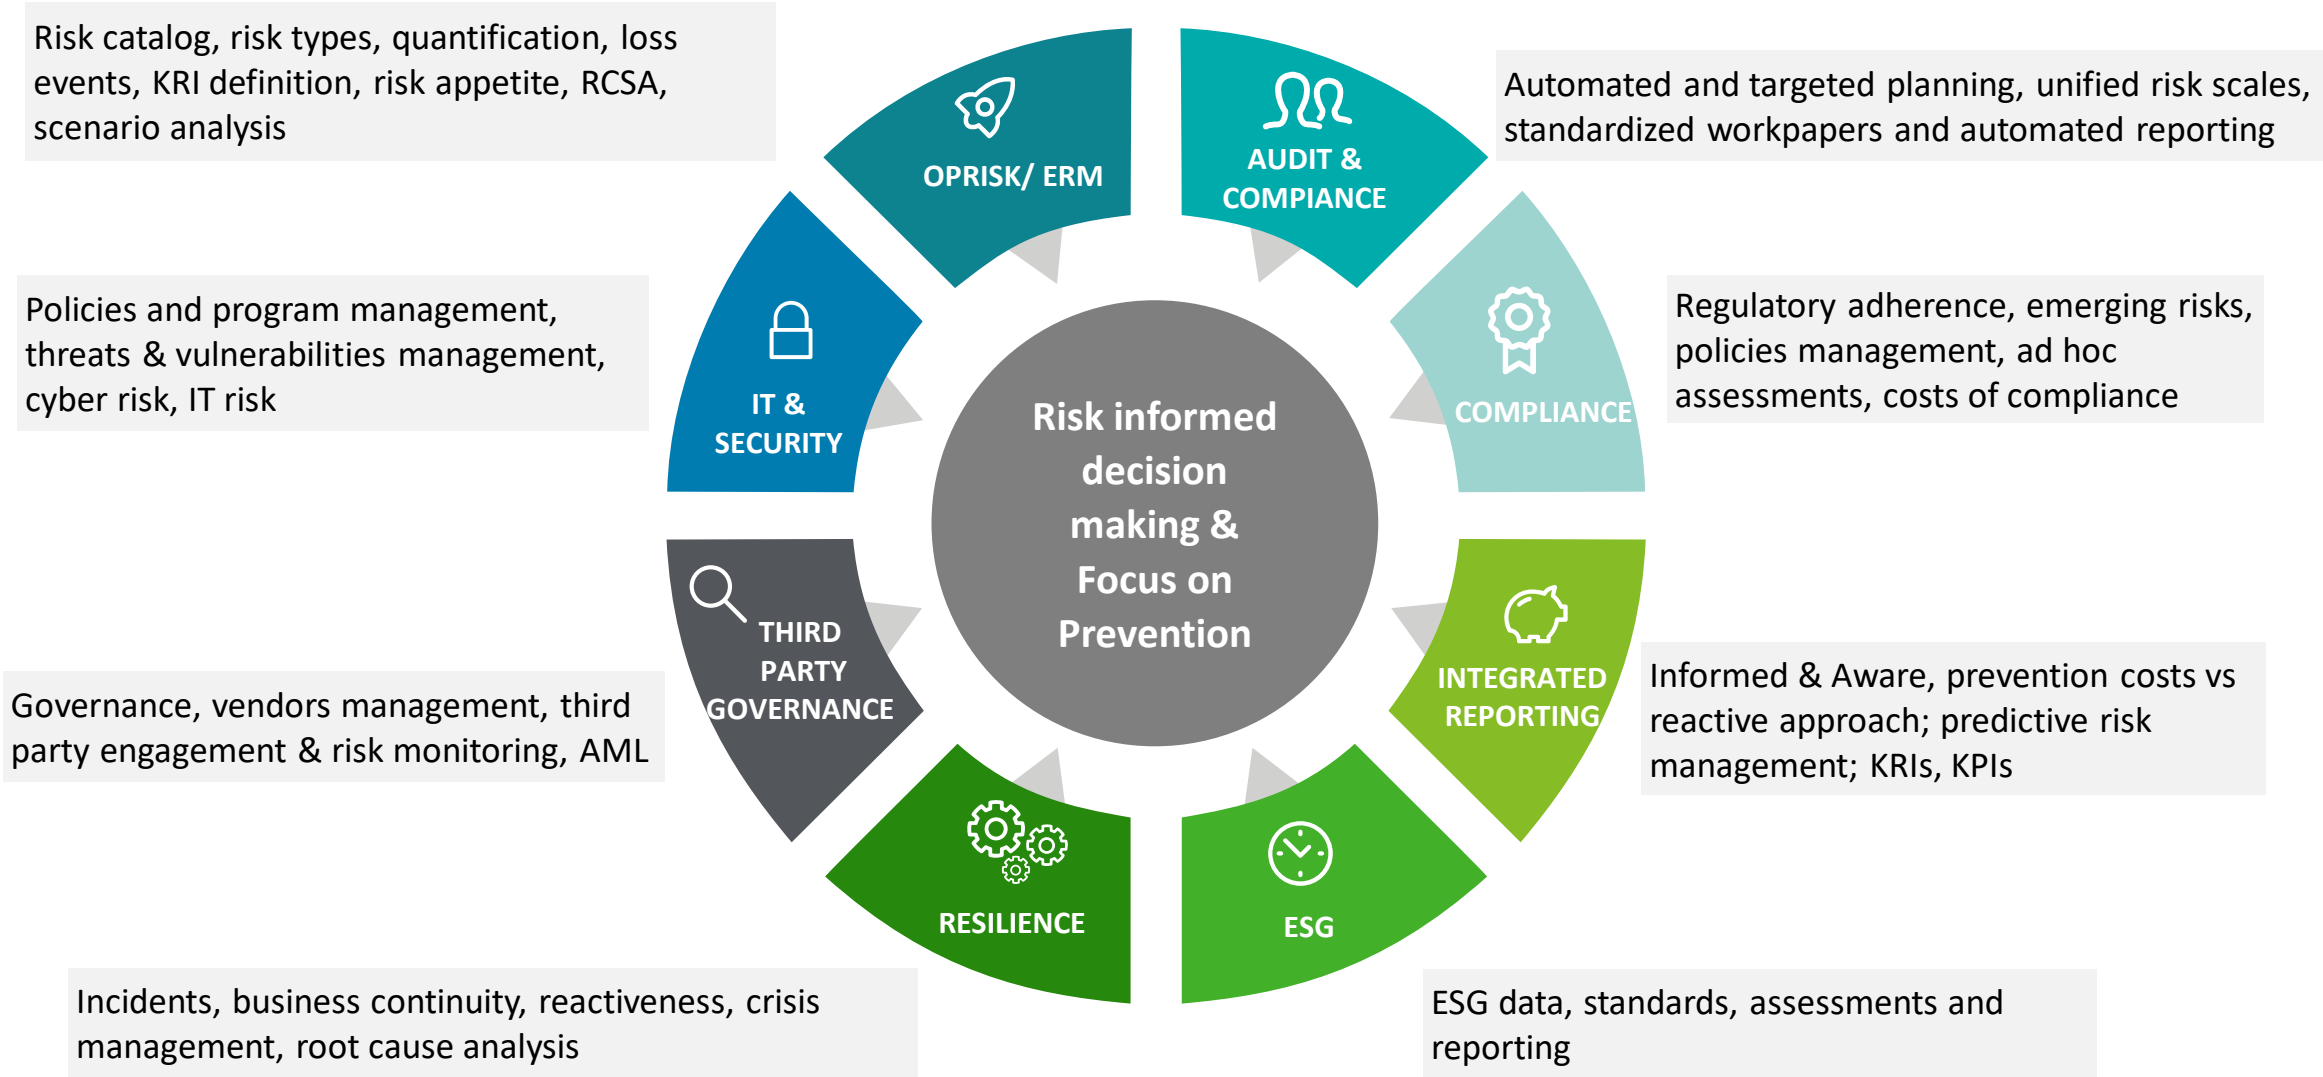 Risk catalog, risk types, quantification, loss
events, KRI definition, risk appetite, RCSA,
scenario analysis
OPRISK/ ERM
AUDIT &
COMPIANCE
Automated and targeted planning, unified risk scales,
standardized workpapers and automated reporting
Policies and program management,
threats & vulnerabilities management,
cyber risk, IT risk
IT &
SECURITY
COMPLIANCE
Regulatory adherence, emerging risks,
policies management, ad hoc
assessments, costs of compliance
Risk informed
decision
making &
Focus on
Prevention
Governance, vendors management, third
party engagement & risk monitoring, AML
THIRD
PARTY
GOVERNANCE
INTEGRATED
REPORTING
Informed & Aware, prevention costs vs
reactive approach; predictive risk
management; KRIs, KPIs
RESILIENCE
ESG
Incidents, business continuity, reactiveness, crisis
management, root cause analysis
ESG data, standards, assessments and
reporting